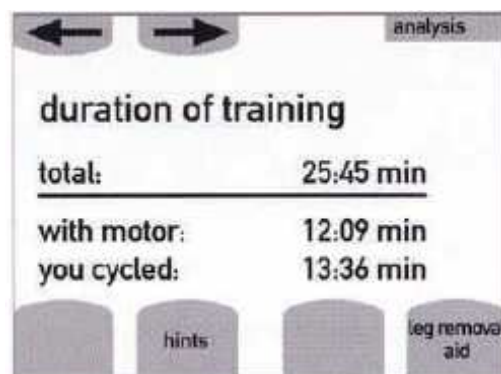 analysis
duration of training
total: 25:45 min
with motor: 12:09 min
you cycled: 13:36 min
hints
leg remova
aid